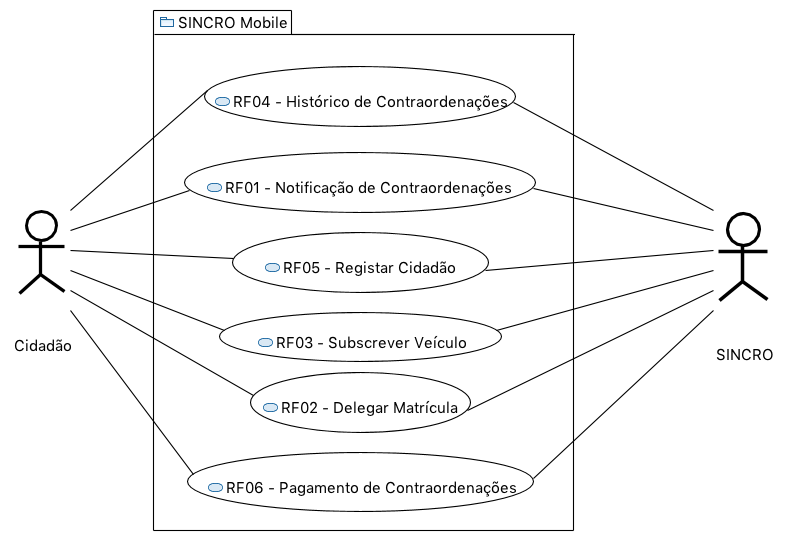 SINCRO Mobile
RF04 - Histórico de Contraordenações
RF01 - Notificação de Contraordenações
RF05 - Registar Cidadão
RF03 - Subscrever Veículo
Cidadão
SINCRO
RF02 - Delegar Matrícula
RF06 - Pagamento de Contraordenações